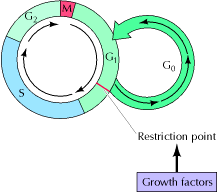 M
G2
G1
G0
S
Restriction point
Growth factors